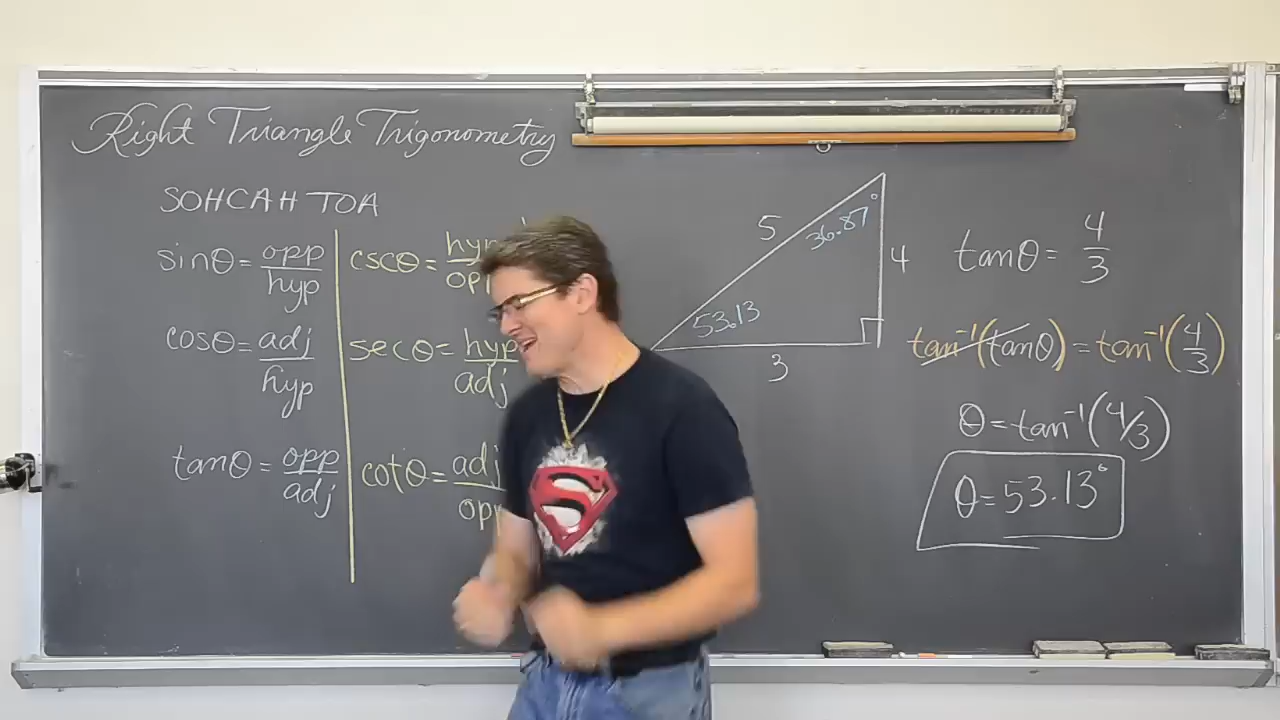 Right Triangle Trigonometry
SOHCAH TOA
sinθ = opp/hyp
cosθ = adj/hyp
tanθ = opp/adj
cscθ =
secθ = hyp/adj
cotθ =
5
36.87°
4
53.13
3
tanθ = 4/3
tan⁻¹(tanθ) = tan⁻¹(4/3)
θ = tan⁻¹(4/3)
θ = 53.13°
S